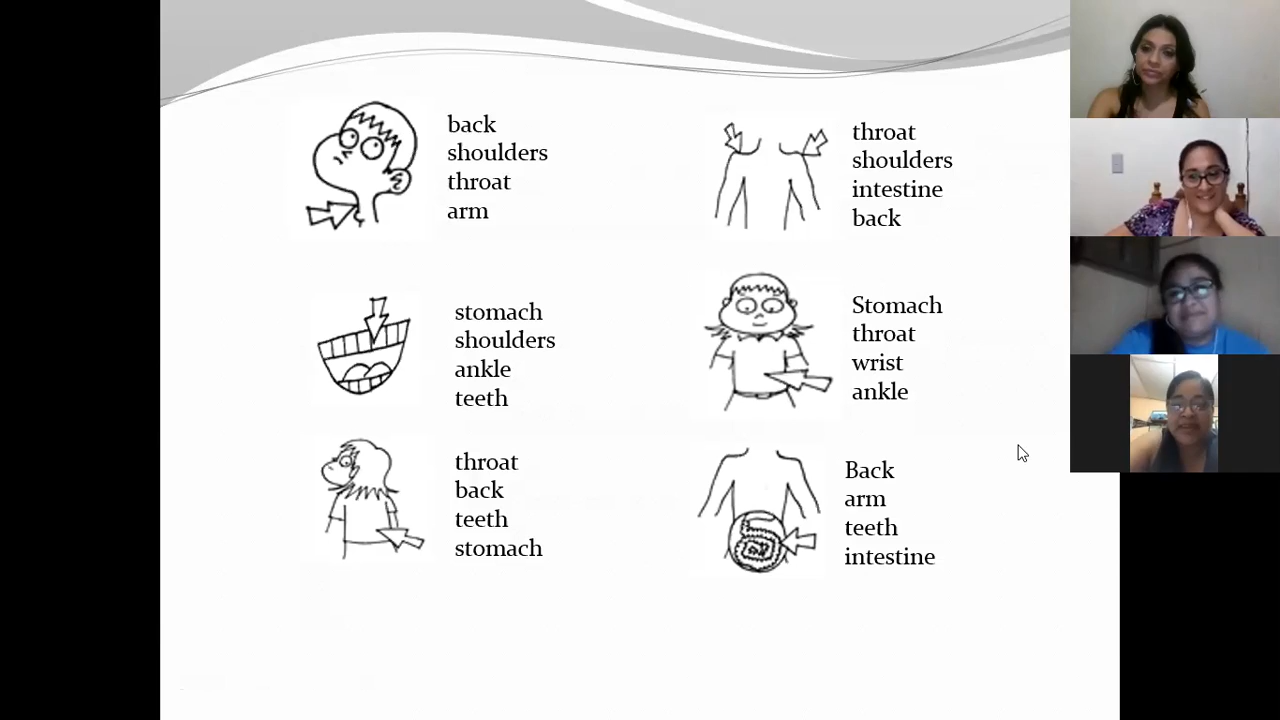 back
shoulders
throat
arm
throat
shoulders
intestine
back
stomach
shoulders
ankle
teeth
Stomach
throat
wrist
ankle
throat
back
teeth
stomach
Back
arm
teeth
intestine